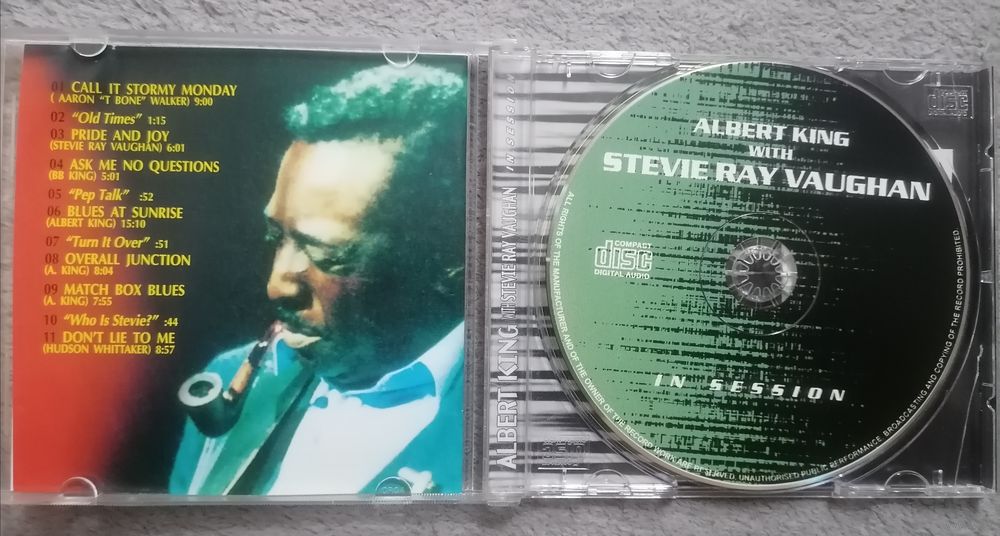 01 CALL IT STORMY MONDAY
( AARON "T BONE" WALKER) 9:00
02 "Old Times" 1:15
03 PRIDE AND JOY
(STEVIE RAY VAUGHAN) 6:01
04 ASK ME NO QUESTIONS
(BB KING) 5:01
05 "Pep Talk" :52
06 BLUES AT SUNRISE
(ALBERT KING) 15:10
07 "Turn It Over" :51
08 OVERALL JUNCTION
(A. KING) 8:04
09 MATCH BOX BLUES
(A. KING) 7:55
10 "Who Is Stevie?" :44
11 DON'T LIE TO ME
(HUDSON WHITTAKER) 8:57
ALBERT KING WITH STEVIE RAY VAUGHAN IN SESSION
ALBERT KING
WITH
STEVIE RAY VAUGHAN
COMPACT
disc
DIGITAL AUDIO
IN SESSION
ALL RIGHTS OF THE MANUFACTURER AND OF THE OWNER OF THE RECORD WORK ARE RESERVED. UNAUTHORISED PUBLIC PERFORMANCE BROADCASTING AND COPYING OF THE RECORD PROHIBITED.
disc